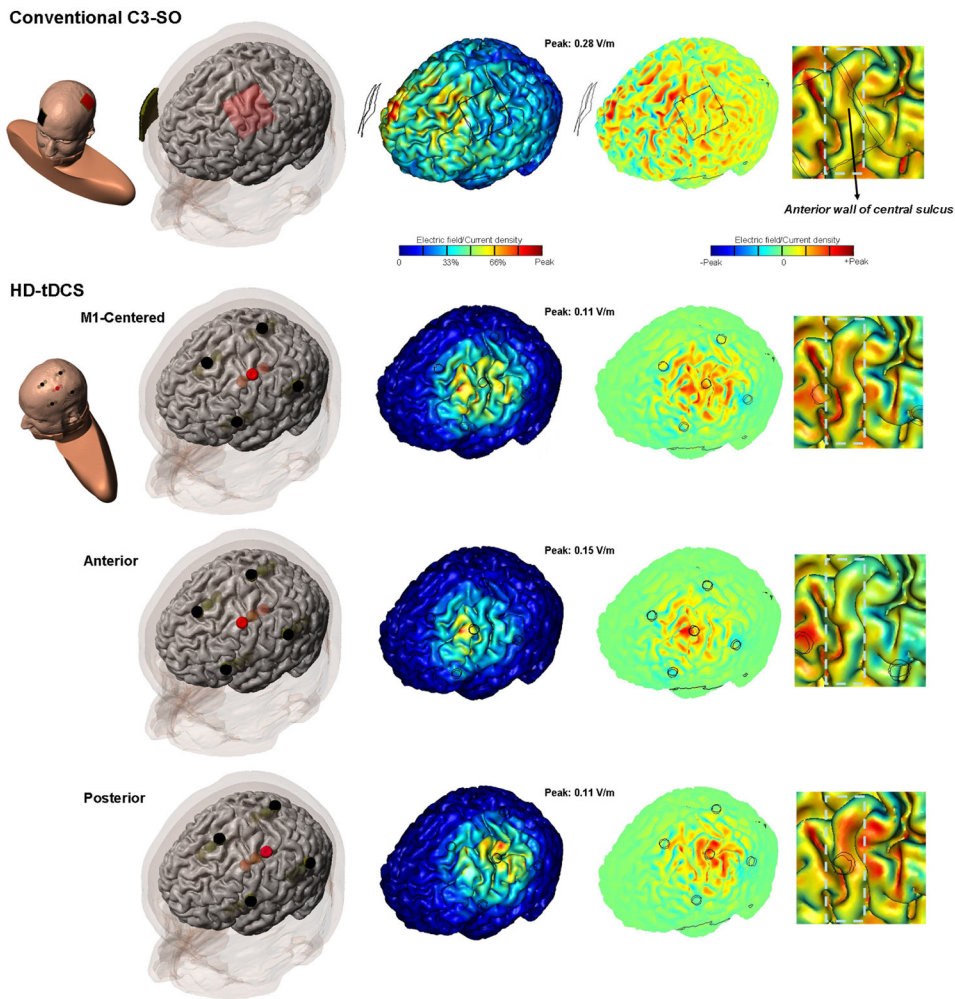 Conventional C3-SO
Peak: 0.28 V/m
Anterior wall of central sulcus
Electric field/Current density
0 33% 66% Peak
Electric field/Current density
-Peak 0 +Peak
HD-tDCS
M1-Centered
Peak: 0.11 V/m
Anterior
Peak: 0.15 V/m
Posterior
Peak: 0.11 V/m